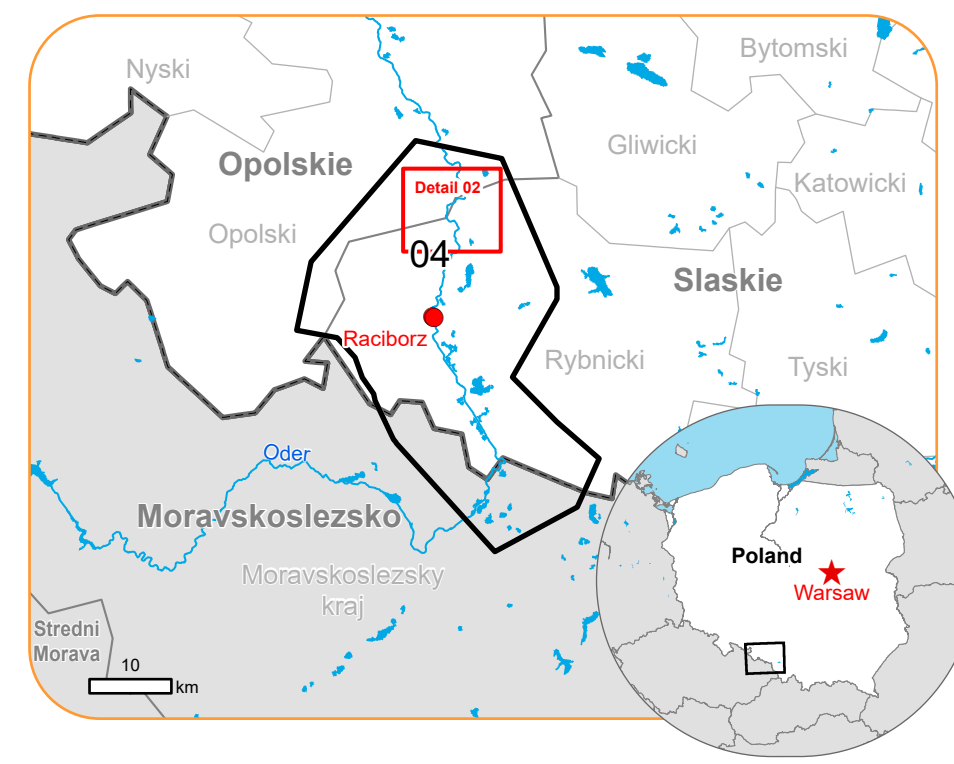 Bytomski
Nyski
Gliwicki
Opolskie
Katowicki
Detail 02
Opolski
04
Slaskie
Raciborz
Rybnicki
Tyski
Oder
Moravskoslezsko
Poland
Moravskoslezsky
kraj
Warsaw
Stredni
Morava
10
km